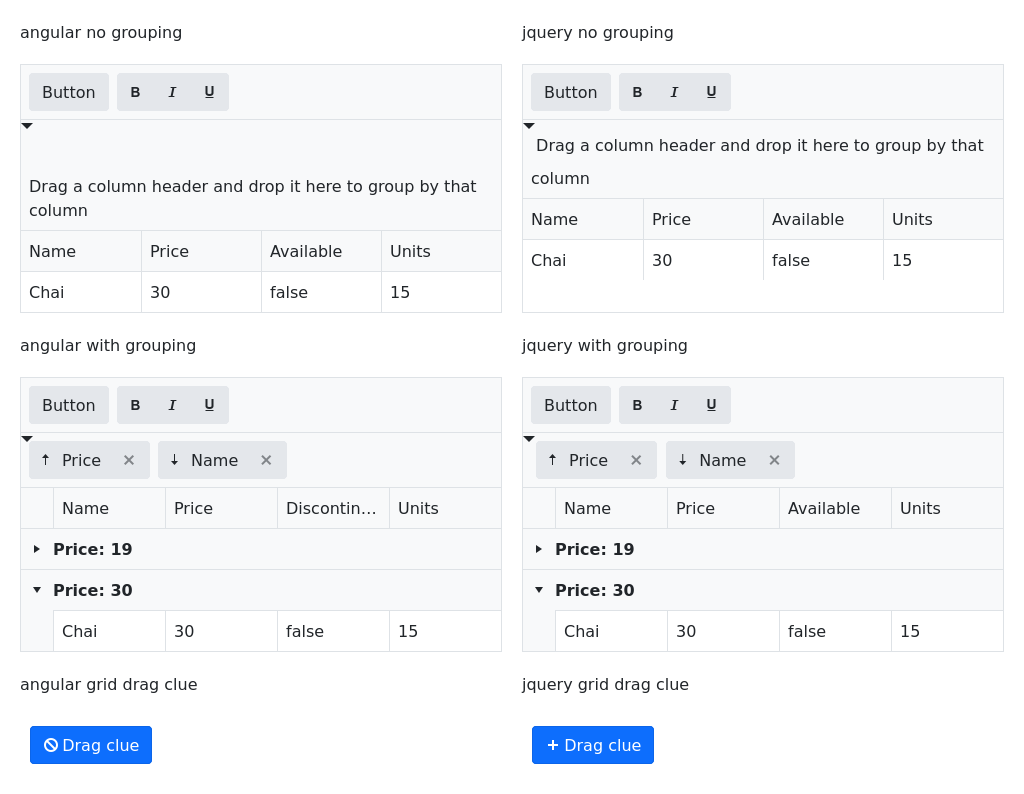 angular no grouping
jquery no grouping
Button B I U
Button B I U
Drag a column header and drop it here to group by that
column
Drag a column header and drop it here to group by that
column
Name Price Available Units
Chai 30 false 15
Name Price Available Units
Chai 30 false 15
angular with grouping
jquery with grouping
Button B I U
Button B I U
↑ Price × ↓ Name ×
↑ Price × ↓ Name ×
Name Price Discontin... Units
Price: 19
Price: 30
Chai 30 false 15
Name Price Available Units
Price: 19
Price: 30
Chai 30 false 15
angular grid drag clue
jquery grid drag clue
Drag clue
+ Drag clue